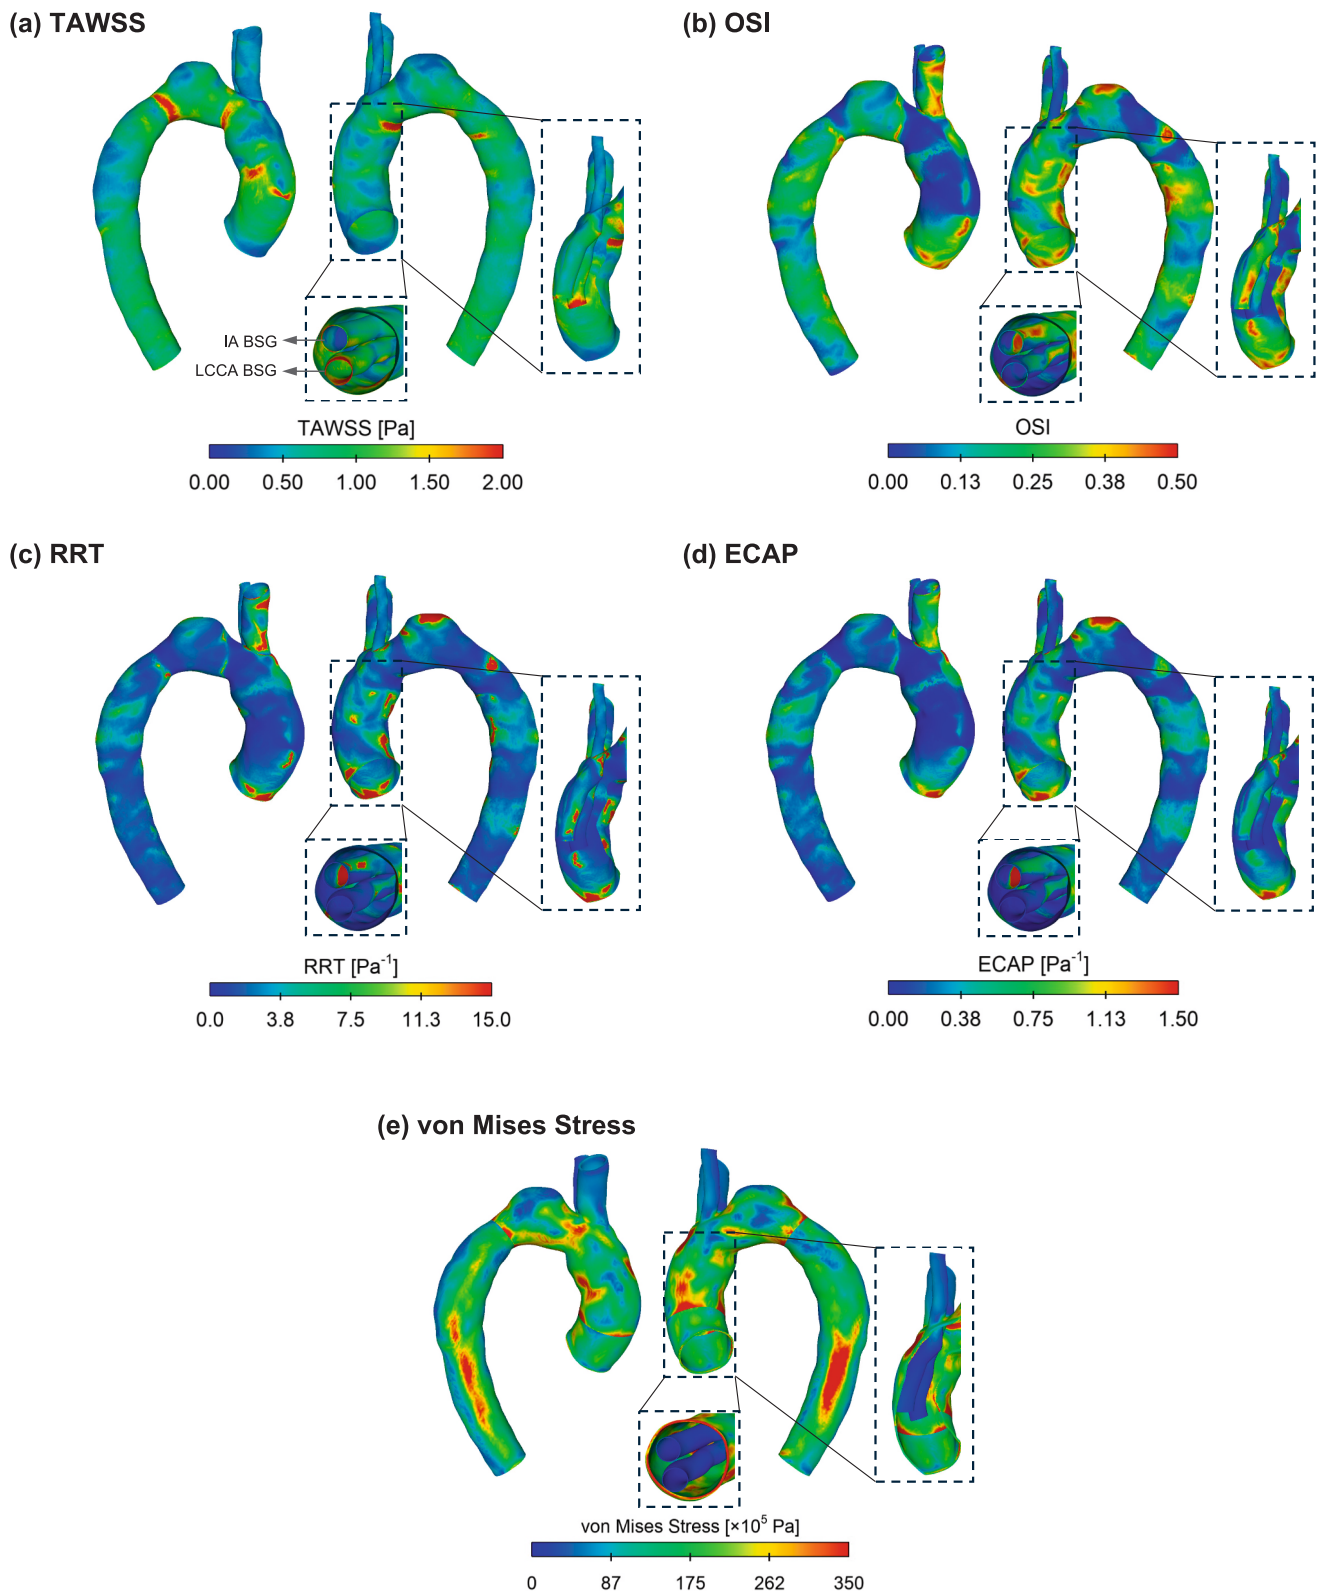 (a) TAWSS
(b) OSI
IA BSG
LCCA BSG
TAWSS [Pa]
0.00 0.50 1.00 1.50 2.00
OSI
0.00 0.13 0.25 0.38 0.50
(c) RRT
(d) ECAP
RRT [Pa⁻¹]
0.0 3.8 7.5 11.3 15.0
ECAP [Pa⁻¹]
0.00 0.38 0.75 1.13 1.50
(e) von Mises Stress
von Mises Stress [×10⁵ Pa]
0 87 175 262 350